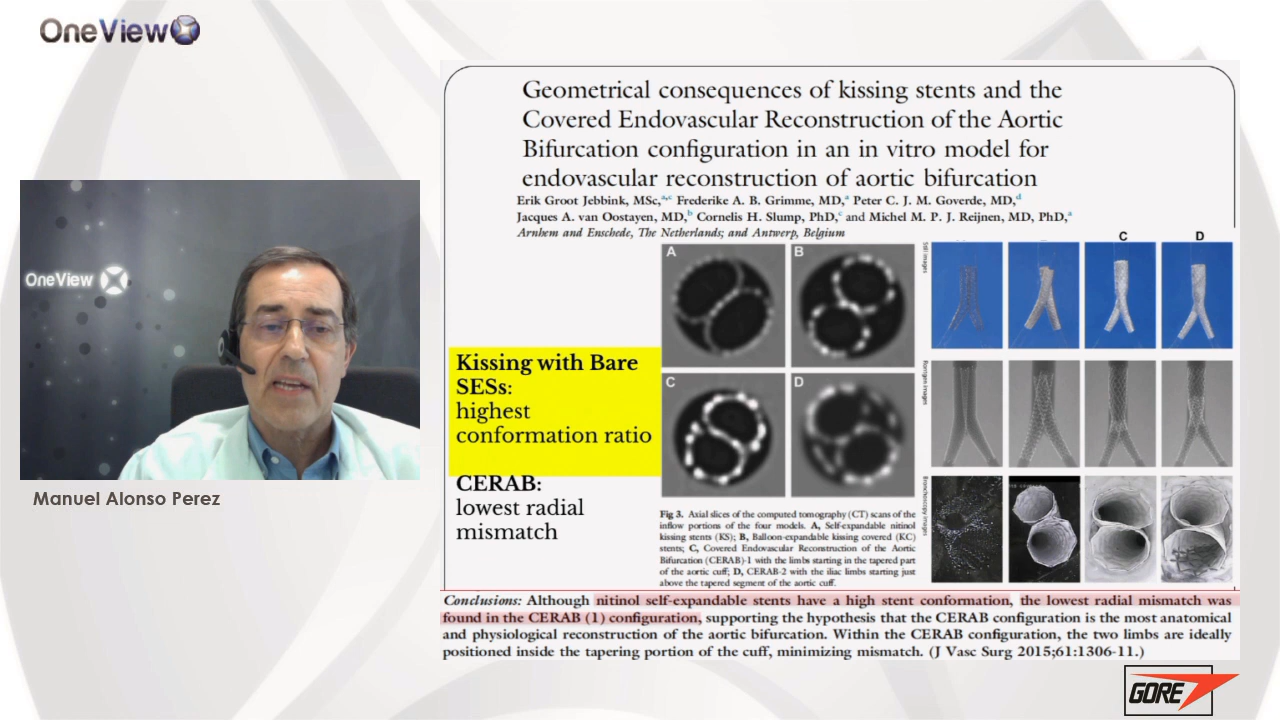 OneView
Geometrical consequences of kissing stents and the
Covered Endovascular Reconstruction of the Aortic
Bifurcation configuration in an in vitro model for
endovascular reconstruction of aortic bifurcation
Erik Groot Jebbink, MSc,a,c Frederike A. B. Grimme, MD,a Peter C. J. M. Goverde, MD,d
Jacques A. van Oostayen, MD,b Cornelis H. Slump, PhD,c and Michel M. P. J. Reijnen, MD, PhD,a
Arnhem and Enschede, The Netherlands; and Antwerp, Belgium
OneView
Manuel Alonso Perez
Kissing with Bare
SESs:
highest
conformation ratio
CERAB:
lowest radial
mismatch
A
B
C
D
C
D
Still images
Röntgen images
Bronchoscopy images
Fig 3. Axial slices of the computed tomography (CT) scans of the
inflow portions of the four models. A, Self-expandable nitinol
kissing stents (KS); B, Balloon-expandable kissing covered (KC)
stents; C, Covered Endovascular Reconstruction of the Aortic
Bifurcation (CERAB)-1 with the limbs starting in the tapered part
of the aortic cuff; D, CERAB-2 with the iliac limbs starting just
above the tapered segment of the aortic cuff.
Conclusions: Although nitinol self-expandable stents have a high stent conformation, the lowest radial mismatch was
found in the CERAB (1) configuration, supporting the hypothesis that the CERAB configuration is the most anatomical
and physiological reconstruction of the aortic bifurcation. Within the CERAB configuration, the two limbs are ideally
positioned inside the tapering portion of the cuff, minimizing mismatch. (J Vasc Surg 2015;61:1306-11.)
GORE